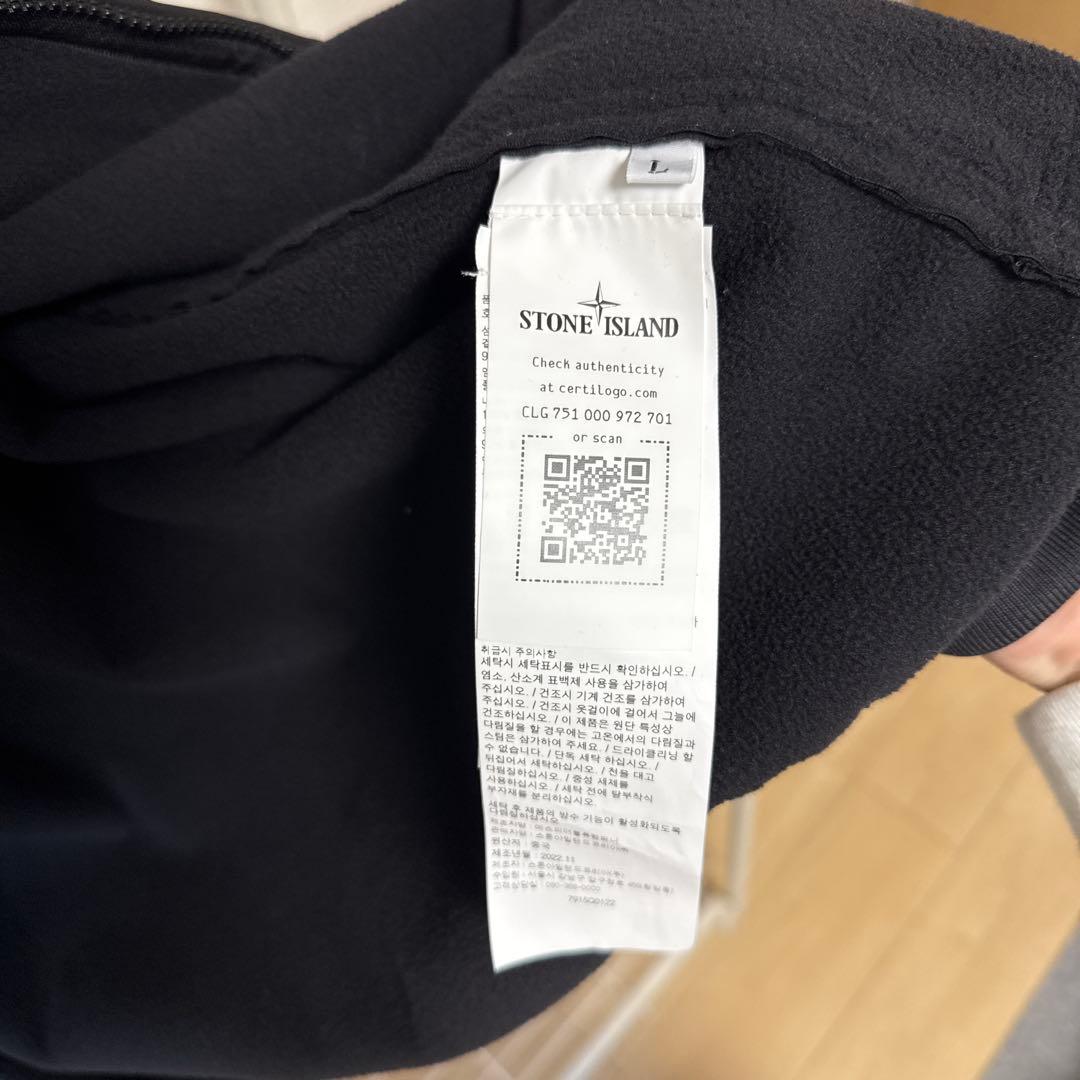 L
STONE ISLAND
Check authenticity
at certilogo.com
CLG 751 000 972 701
or scan
취급시 주의사항
세탁시 세탁표시를 반드시 확인하십시오. /
염소, 산소계 표백제 사용을 삼가하여
주십시오. / 건조시 기계 건조를 삼가하여
주십시오. / 건조시 옷걸이에 걸어서 그늘에
건조하십시오. / 이 제품은 원단 특성상
다림질을 할 경우에는 고온에서의 다림질과
스팀은 삼가하여 주세요. / 드라이클리닝 할
수 없습니다. / 단독 세탁 하십시오. /
뒤집어서 세탁하십시오. / 천을 대고
다림질하십시오. / 중성 세제를
사용하십시오. / 세탁 전에 탈부착식
부자재를 분리하십시오.
세탁 후 제품의 방수 기능이 활성화되도록
다림질하십시오
원산지 : 중국
제조년월 : 2022.11
고객상담실 : 080-368-0000
7915Q0122